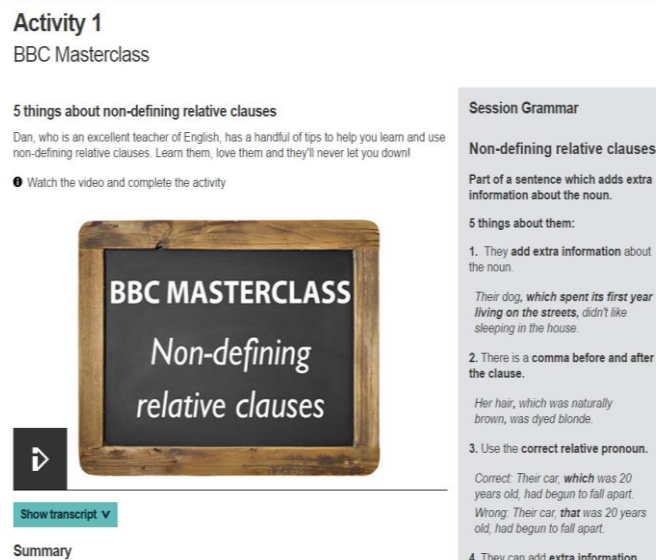 Activity 1
BBC Masterclass
5 things about non-defining relative clauses
Dan, who is an excellent teacher of English, has a handful of tips to help you learn and use
non-defining relative clauses. Learn them, love them and they'll never let you down!
Watch the video and complete the activity
BBC MASTERCLASS
Non-defining
relative clauses
Show transcript
Summary
Session Grammar
Non-defining relative clauses
Part of a sentence which adds extra
information about the noun.
5 things about them:
1. They add extra information about
the noun.
Their dog, which spent its first year
living on the streets, didn't like
sleeping in the house.
2. There is a comma before and after
the clause.
Her hair, which was naturally
brown, was dyed blonde.
3. Use the correct relative pronoun.
Correct: Their car, which was 20
years old, had begun to fall apart.
Wrong: Their car, that was 20 years
old, had begun to fall apart.
4. They can add extra information